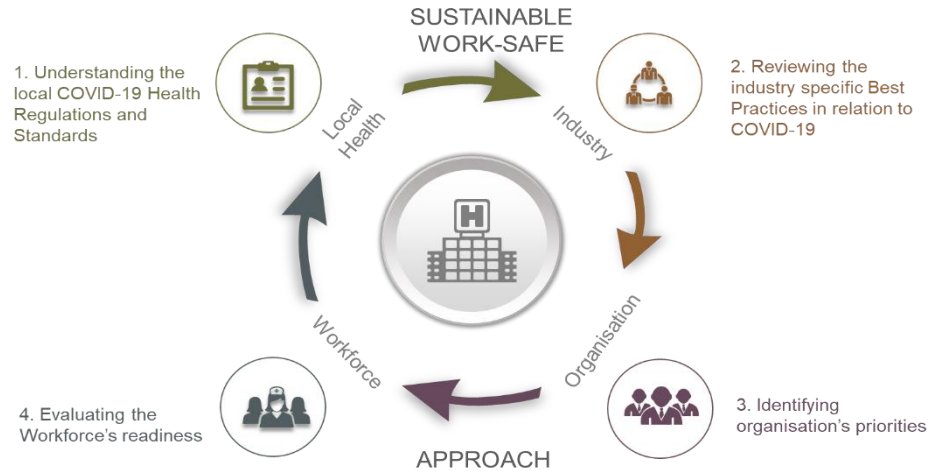 SUSTAINABLE
WORK-SAFE
1. Understanding the
local COVID-19 Health
Regulations and
Standards
Local
Health
Industry
2. Reviewing the
industry specific Best
Practices in relation to
COVID-19
H
Workforce
Organisation
4. Evaluating the
Workforce's readiness
3. Identifying
organisation's priorities
APPROACH